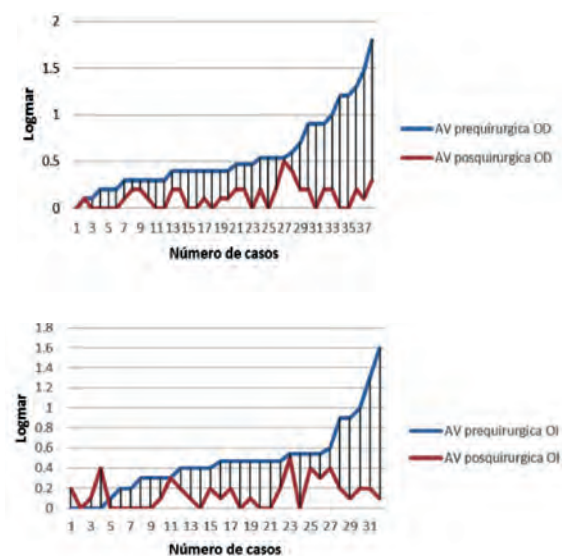 2
1.5
1
0.5
0
Logmar
1 3 5 7 9 11 13 15 17 19 21 23 25 27 29 31 33 35 37
Número de casos
AV prequirurgica OD
AV posquirurgica OD
1.8
1.6
1.4
1.2
1
0.8
0.6
0.4
0.2
0
Logmar
1 3 5 7 9 11 13 15 17 19 21 23 25 27 29 31
Número de casos
AV prequirurgica OI
AV posquirurgica OI